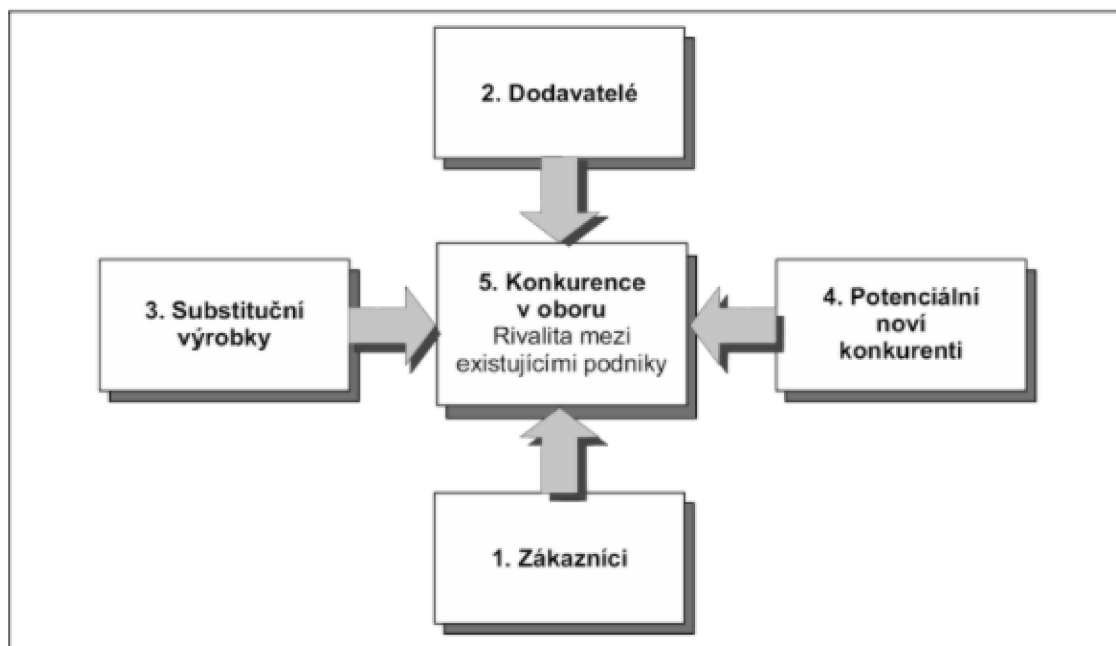 2. Dodavatelé
3. Substituční
výrobky
5. Konkurence
v oboru
Rivalita mezi
existujícími podniky
4. Potenciální
noví
konkurenti
1. Zákazníci